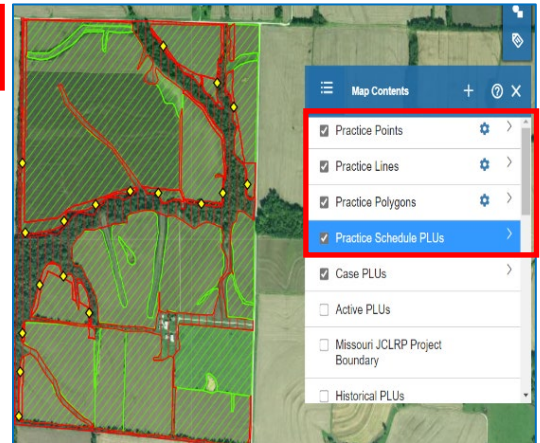 Map Contents
Practice Points
Practice Lines
Practice Polygons
Practice Schedule PLUs
Case PLUs
Active PLUs
Missouri JCLRP Project
Boundary
Historical PLUs